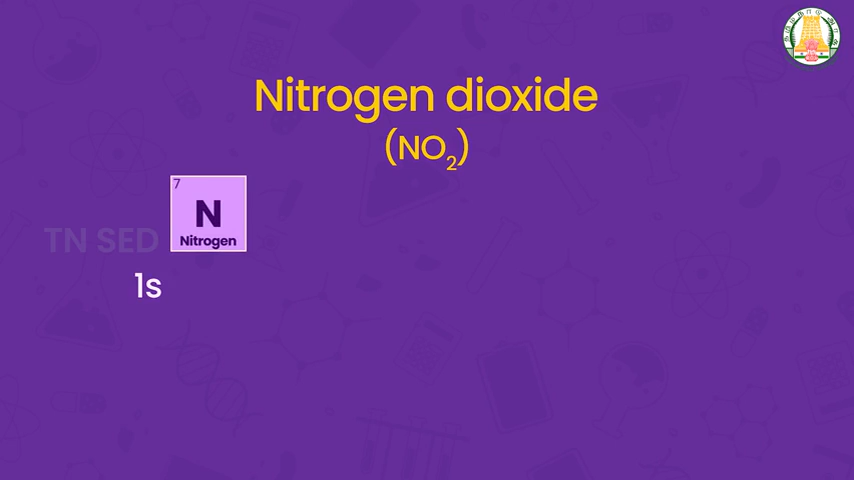 Nitrogen dioxide
(NO₂)
7
N
Nitrogen
TN SED
1s